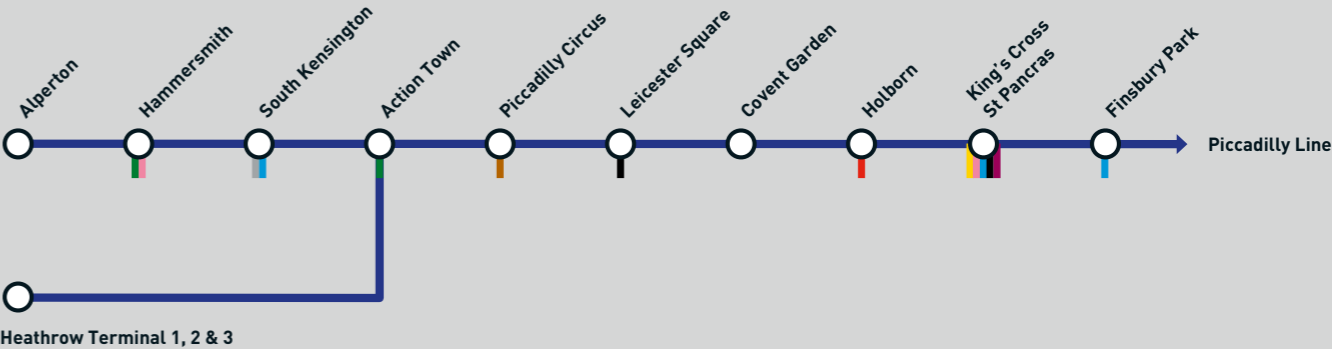 Alperton
Hammersmith
South Kensington
Action Town
Piccadilly Circus
Leicester Square
Covent Garden
Holborn
King's Cross
St Pancras
Finsbury Park
Piccadilly Line
Heathrow Terminal 1, 2 & 3